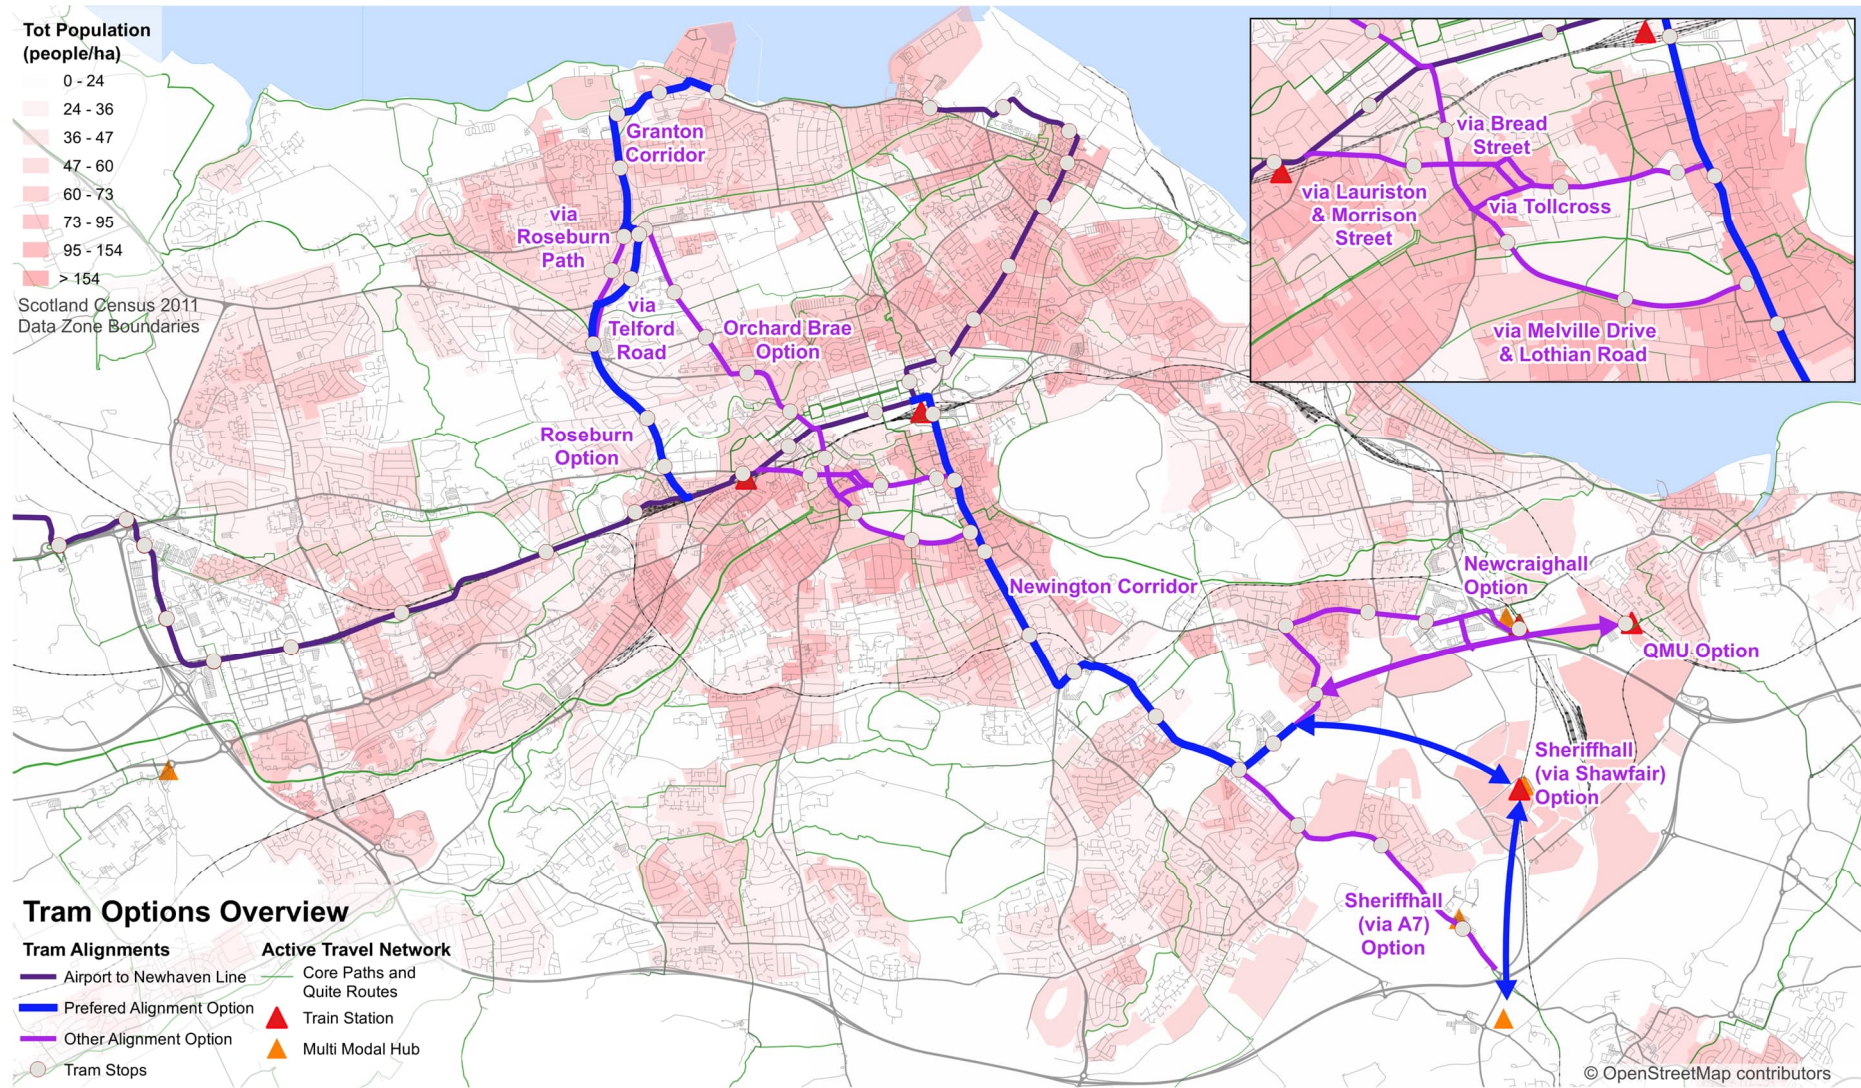 Tot Population
(people/ha)
0 - 24
24 - 36
36 - 47
47 - 60
60 - 73
73 - 95
95 - 154
> 154
Scotland Census 2011
Data Zone Boundaries
Granton
Corridor
via
Roseburn
Path
via
Telford
Road
Orchard Brae
Option
Roseburn
Option
via Bread
Street
via Lauriston
& Morrison
Street
via Tollcross
via Melville Drive
& Lothian Road
Newington Corridor
Newcraighall
Option
QMU Option
Sheriffhall
(via Shawfair)
Option
Sheriffhall
(via A7)
Option
Tram Options Overview
Tram Alignments
Airport to Newhaven Line
Prefered Alignment Option
Other Alignment Option
Tram Stops
Active Travel Network
Core Paths and
Quite Routes
Train Station
Multi Modal Hub
© OpenStreetMap contributors